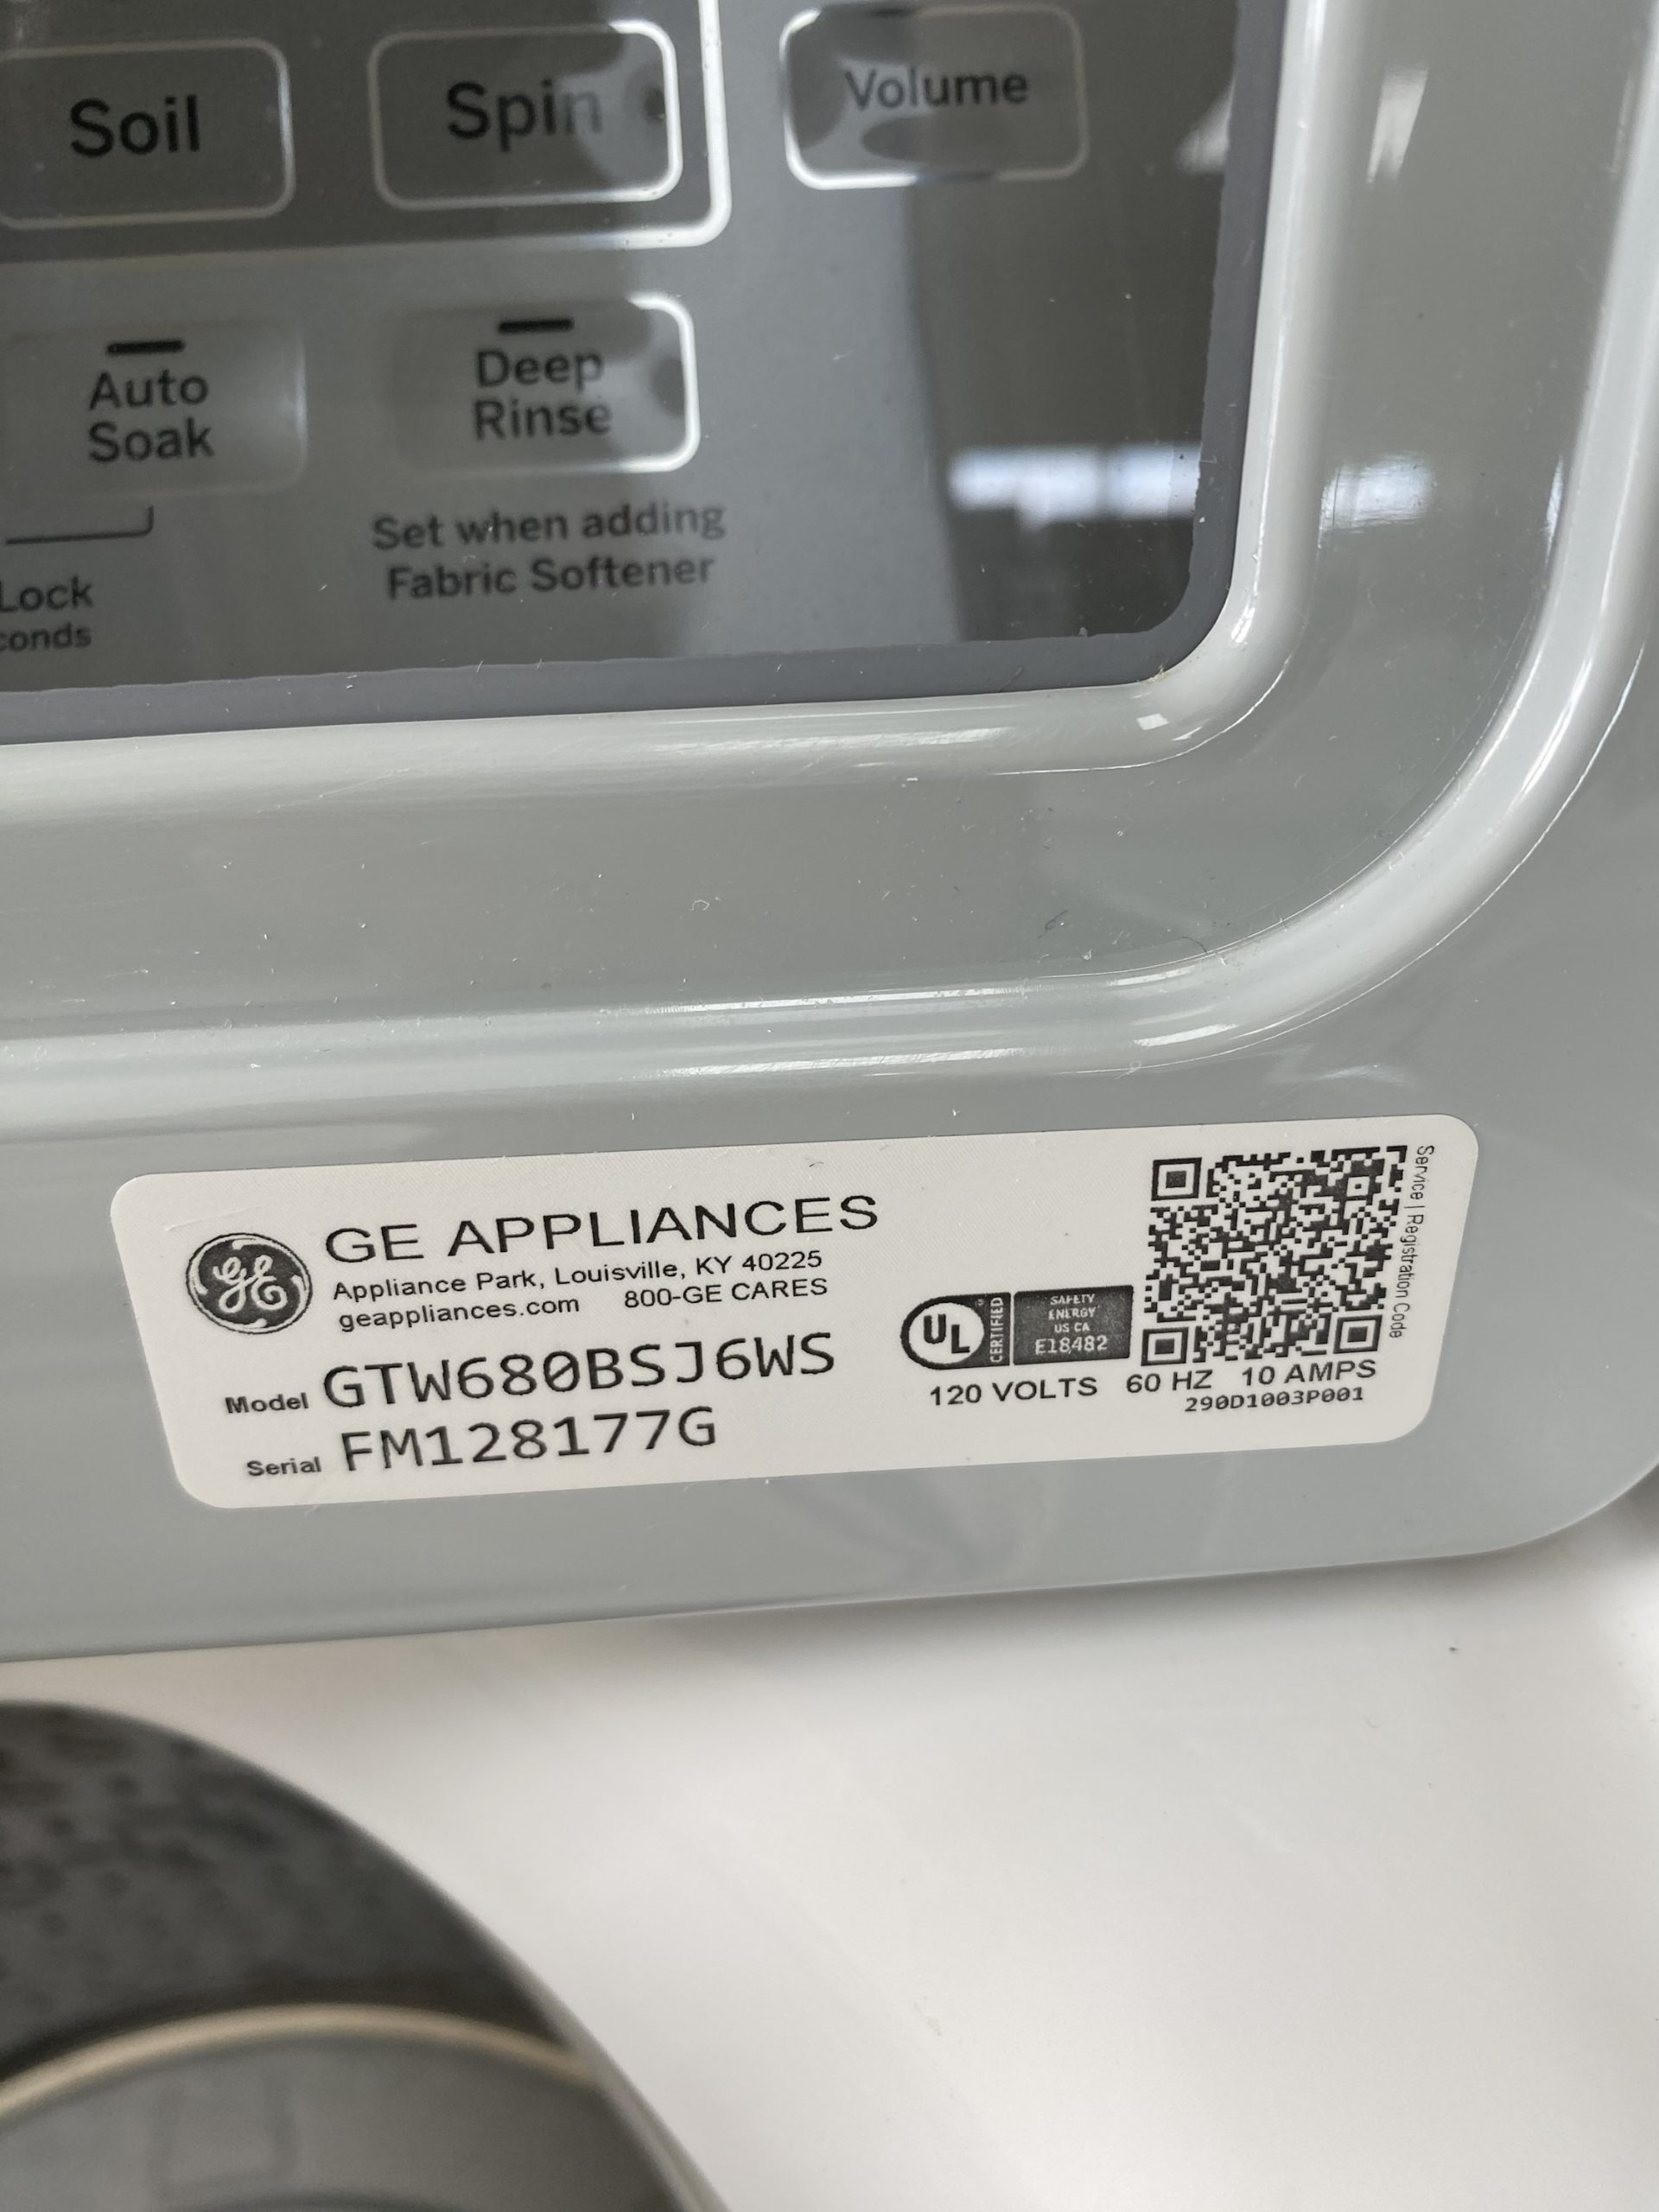 Soil
Spin
Volume
Auto
Soak
Deep
Rinse
Set when adding
Fabric Softener
Lock
conds
GE
GE APPLIANCES
Appliance Park, Louisville, KY 40225
geappliances.com 800-GE CARES
Model GTW680BSJ6WS
Serial FM128177G
UL
CERTIFIED
SAFETY
ENERGY
US CA
E18482
120 VOLTS 60 HZ 10 AMPS
290D1003P001
Service | Registration Code